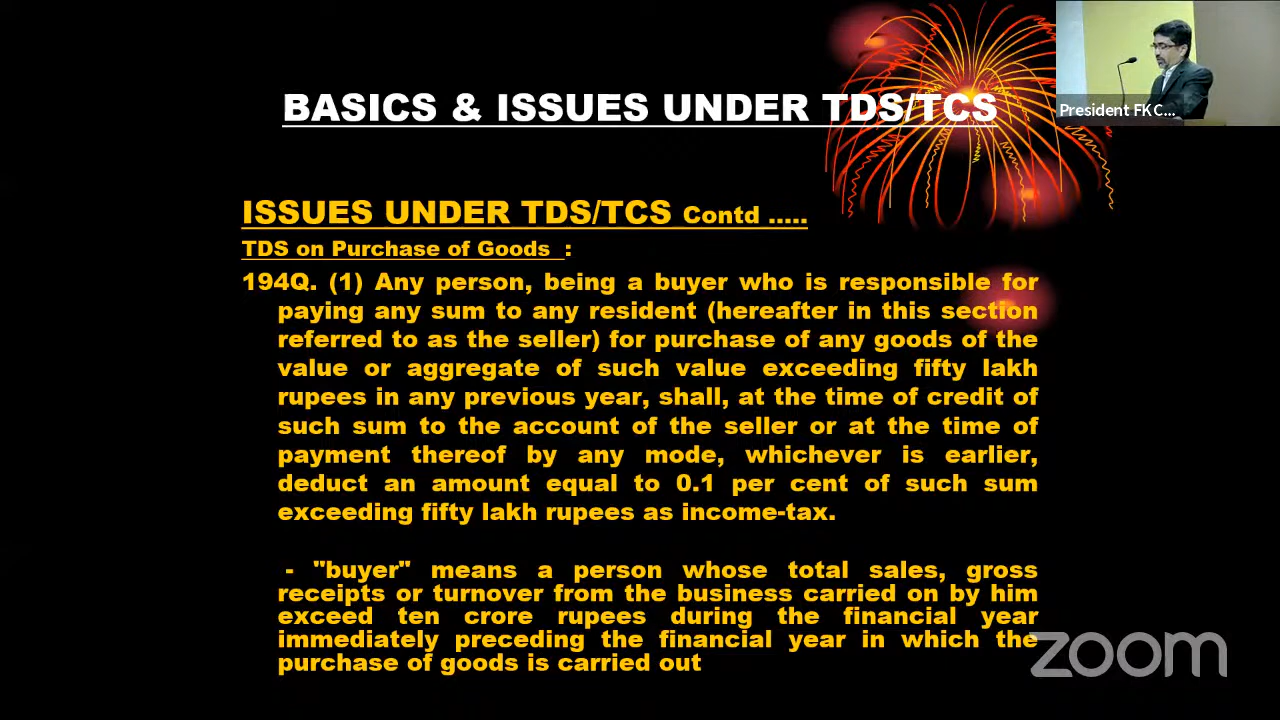 BASICS & ISSUES UNDER TDS/TCS
President FKC...
ISSUES UNDER TDS/TCS Contd .....
TDS on Purchase of Goods :
194Q. (1) Any person, being a buyer who is responsible for
paying any sum to any resident (hereafter in this section
referred to as the seller) for purchase of any goods of the
value or aggregate of such value exceeding fifty lakh
rupees in any previous year, shall, at the time of credit of
such sum to the account of the seller or at the time of
payment thereof by any mode, whichever is earlier,
deduct an amount equal to 0.1 per cent of such sum
exceeding fifty lakh rupees as income-tax.
- "buyer" means a person whose total sales, gross
receipts or turnover from the business carried on by him
exceed ten crore rupees during the financial year
immediately preceding the financial year in which the
purchase of goods is carried out
zoom